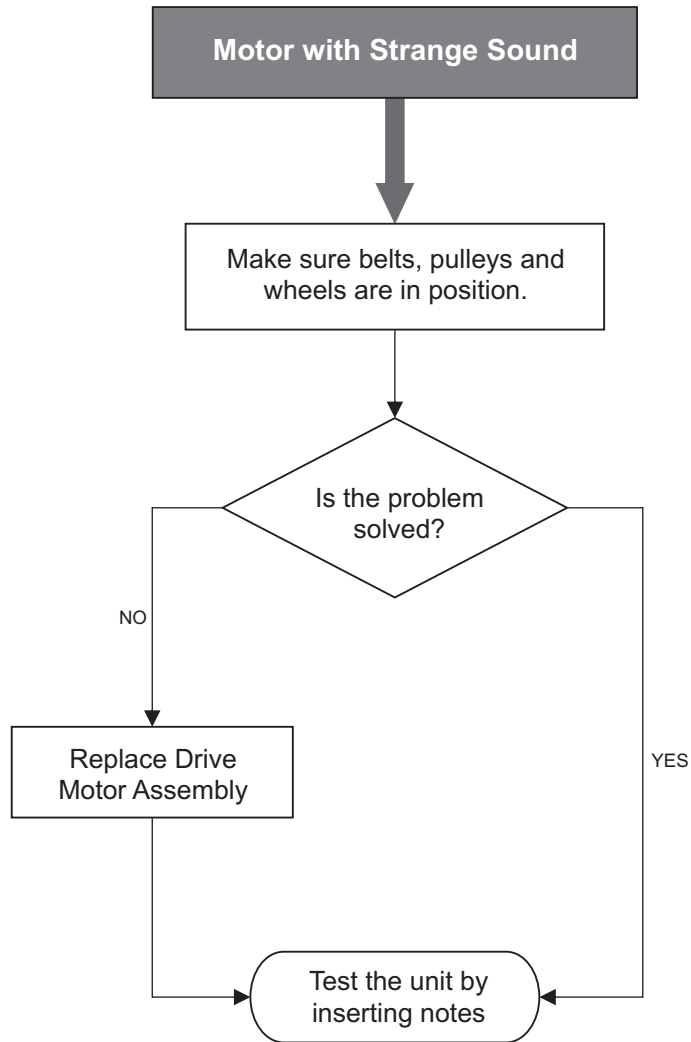 Motor with Strange Sound
Make sure belts, pulleys and
wheels are in position.
Is the problem
solved?
NO
YES
Replace Drive
Motor Assembly
Test the unit by
inserting notes